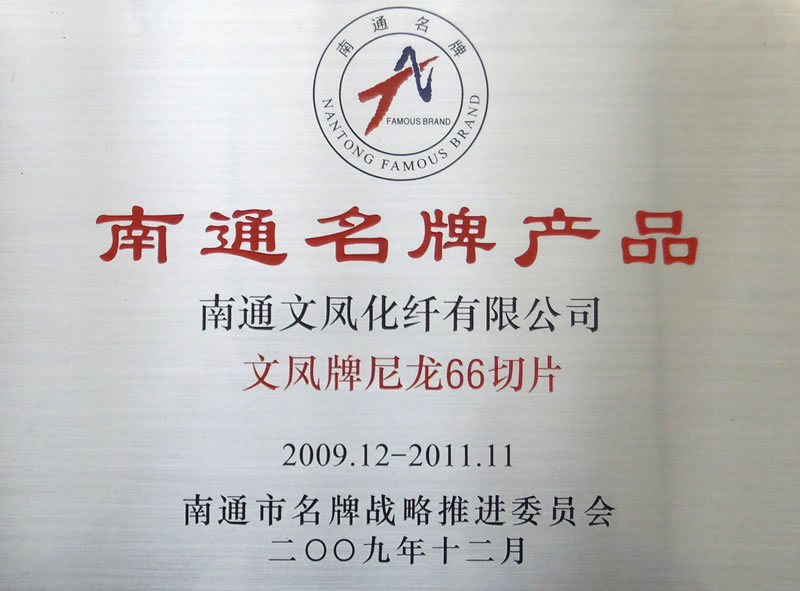 南通名牌
FAMOUS BRAND
NANTONG FAMOUS BRAND
南通名牌产品
南通文凤化纤有限公司
文凤牌尼龙66切片
2009.12-2011.11
南通市名牌战略推进委员会
二〇〇九年十二月